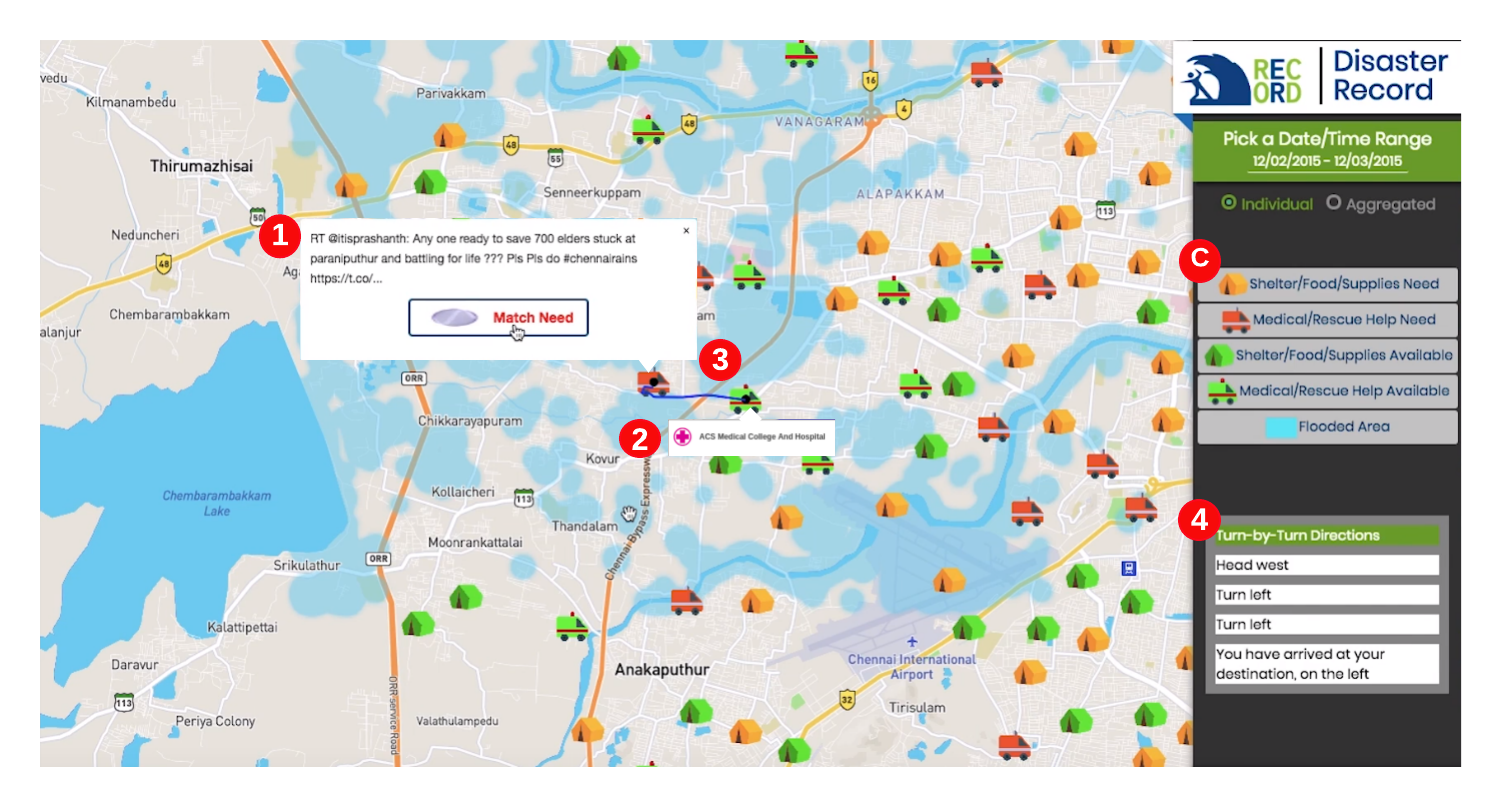 vedu
Kilmanambedu
Parivakkam
16
4
48
VANAGARAM
48
55
Thirumazhisai
Senneerkuppam
ALAPAKKAM
50
113
Neduncheri
48
1
RT @itisprashanth: Any one ready to save 700 elders stuck at
paraniputhur and battling for life ??? Pls Pls do #chennairains
https://t.co/...
×
Match Need
Ag
Chembarambakkam
am
alanjur
3
ORR
Chikkarayapuram
2
ACS Medical College And Hospital
Kovur
Chembarambakkam
Lake
Kollaicheri
113
Thandalam
Chennai-Bypass Expressw
Moonrankattalai
ORR
Srikulathur
Kalattipettai
Daravur
Anakaputhur
Chennai International
Airport
113
Periya Colony
ORR-service Road
Valathulampedu
32
Tirisulam
REC
ORD
Disaster
Record
Pick a Date/Time Range
12/02/2015 - 12/03/2015
Individual
Aggregated
C
Shelter/Food/Supplies Need
Medical/Rescue Help Need
Shelter/Food/Supplies Available
Medical/Rescue Help Available
Flooded Area
4
Turn-by-Turn Directions
Head west
Turn left
Turn left
You have arrived at your
destination, on the left